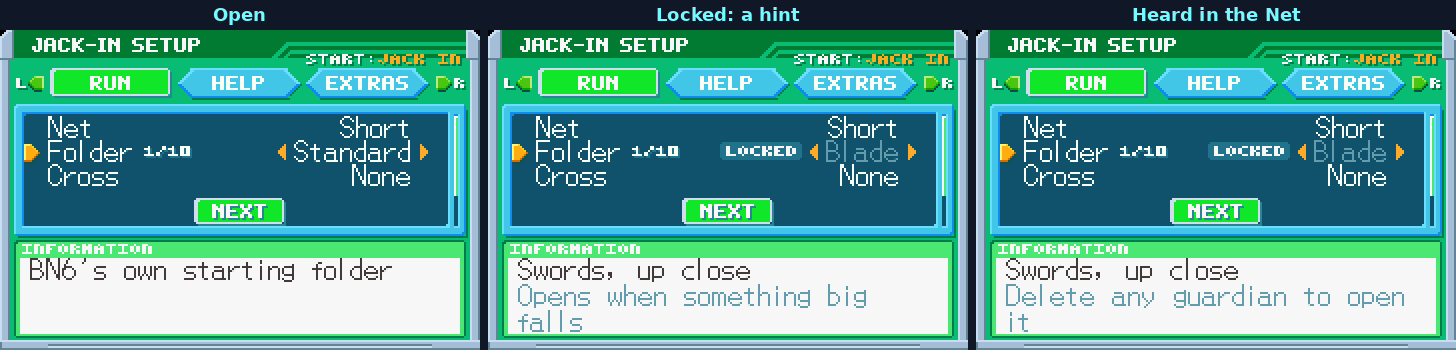 Open
Locked: a hint
Heard in the Net
JACK-IN SETUP
START:JACK IN
L RUN HELP EXTRAS R
Net Short
Folder 1/10 Standard
Cross None
NEXT
INFORMATION
BN6's own starting folder
JACK-IN SETUP
START:JACK IN
L RUN HELP EXTRAS R
Net Short
Folder 1/10 LOCKED Blade
Cross None
NEXT
INFORMATION
Swords, up close
Opens when something big
falls
JACK-IN SETUP
START:JACK IN
L RUN HELP EXTRAS R
Net Short
Folder 1/10 LOCKED Blade
Cross None
NEXT
INFORMATION
Swords, up close
Delete any guardian to open
it